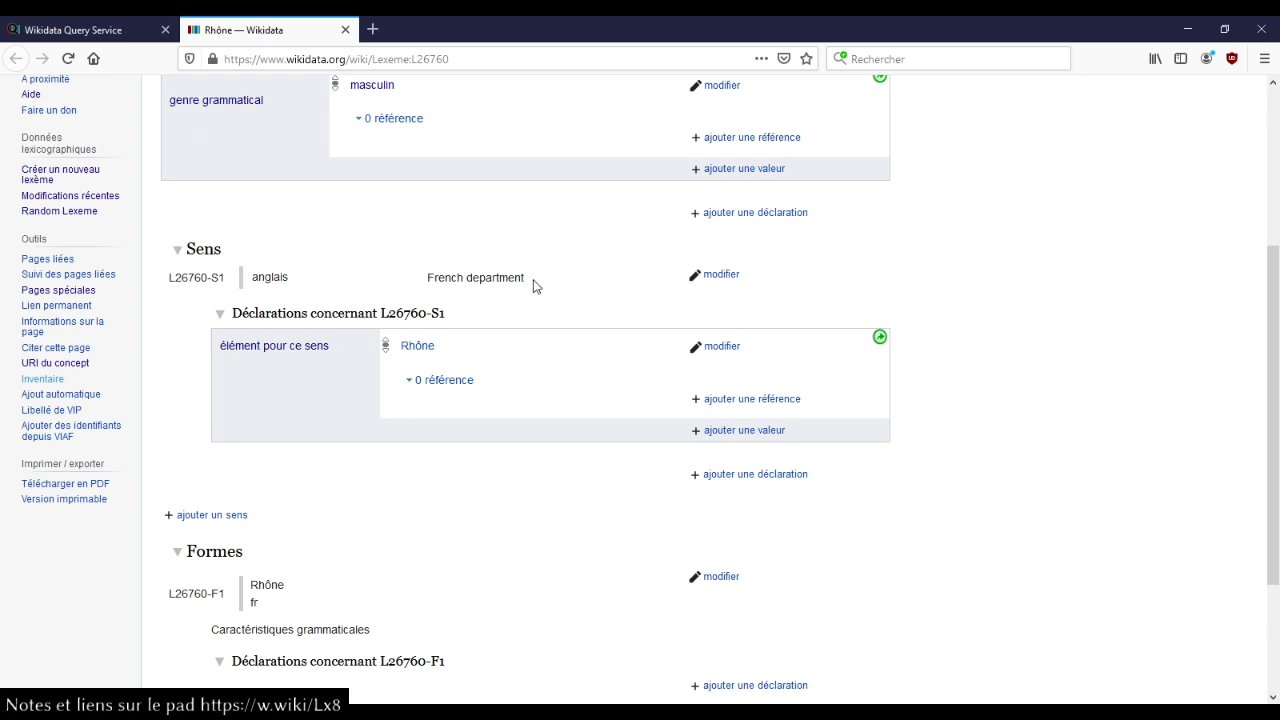 Wikidata Query Service
Rhône — Wikidata
https://www.wikidata.org/wiki/Lexeme:L26760
Rechercher
À proximité
Aide
Faire un don
Données
lexicographiques
Créer un nouveau
lexème
Modifications récentes
Random Lexeme
Outils
Pages liées
Suivi des pages liées
Pages spéciales
Lien permanent
Informations sur la
page
Citer cette page
URI du concept
Inventaire
Ajout automatique
Libellé de VIP
Ajouter des identifiants
depuis VIAF
Imprimer / exporter
Télécharger en PDF
Version imprimable
genre grammatical
masculin
modifier
0 référence
+ ajouter une référence
+ ajouter une valeur
+ ajouter une déclaration
Sens
L26760-S1 anglais French department modifier
Déclarations concernant L26760-S1
élément pour ce sens Rhône modifier
0 référence
+ ajouter une référence
+ ajouter une valeur
+ ajouter une déclaration
+ ajouter un sens
Formes
L26760-F1
Rhône
fr
modifier
Caractéristiques grammaticales
Déclarations concernant L26760-F1
+ ajouter une déclaration
Notes et liens sur le pad https://w.wiki/Lx8